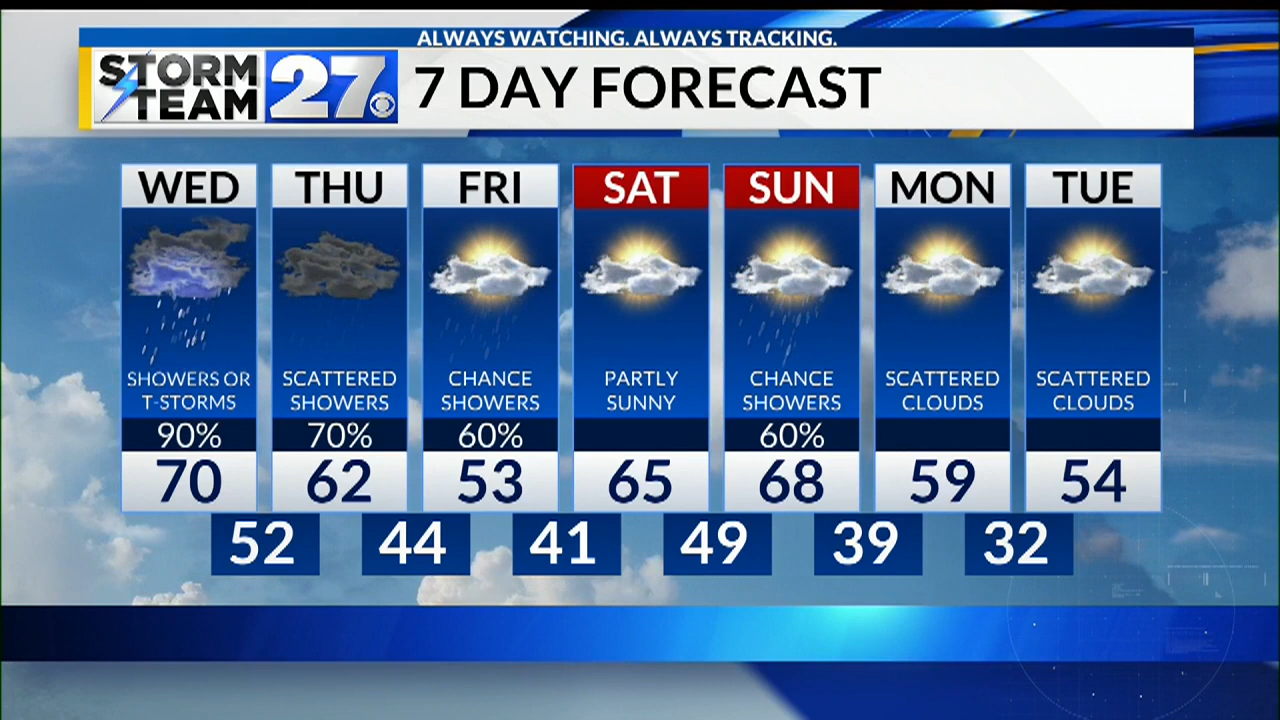 ALWAYS WATCHING. ALWAYS TRACKING.
STORM
TEAM
27
7 DAY FORECAST
WED THU FRI SAT SUN MON TUE
SHOWERS OR SCATTERED CHANCE PARTLY CHANCE SCATTERED SCATTERED
T-STORMS SHOWERS SHOWERS SUNNY SHOWERS CLOUDS CLOUDS
90% 70% 60% 60%
70 62 53 65 68 59 54
52 44 41 49 39 32